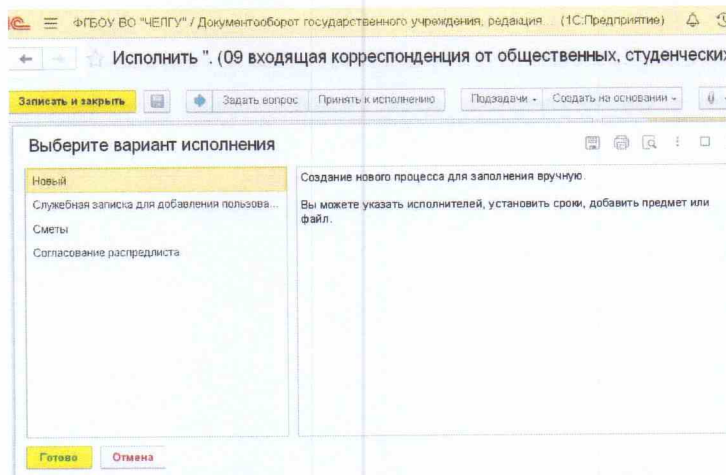 ФГБОУ ВО "ЧЕЛГУ" / Документооборот государственного учреждения, редакция... (1С:Предприятие)
Исполнить ". (09 входящая корреспонденция от общественных, студенчески
Записать и закрыть Задать вопрос Принять к исполнению Подзадачи Создать на основании
Выберите вариант исполнения
Новый
Служебная записка для добавления пользова...
Сметы
Согласование распредлиста
Создание нового процесса для заполнения вручную.
Вы можете указать исполнителей, установить сроки, добавить предмет или
файл.
Готово Отмена